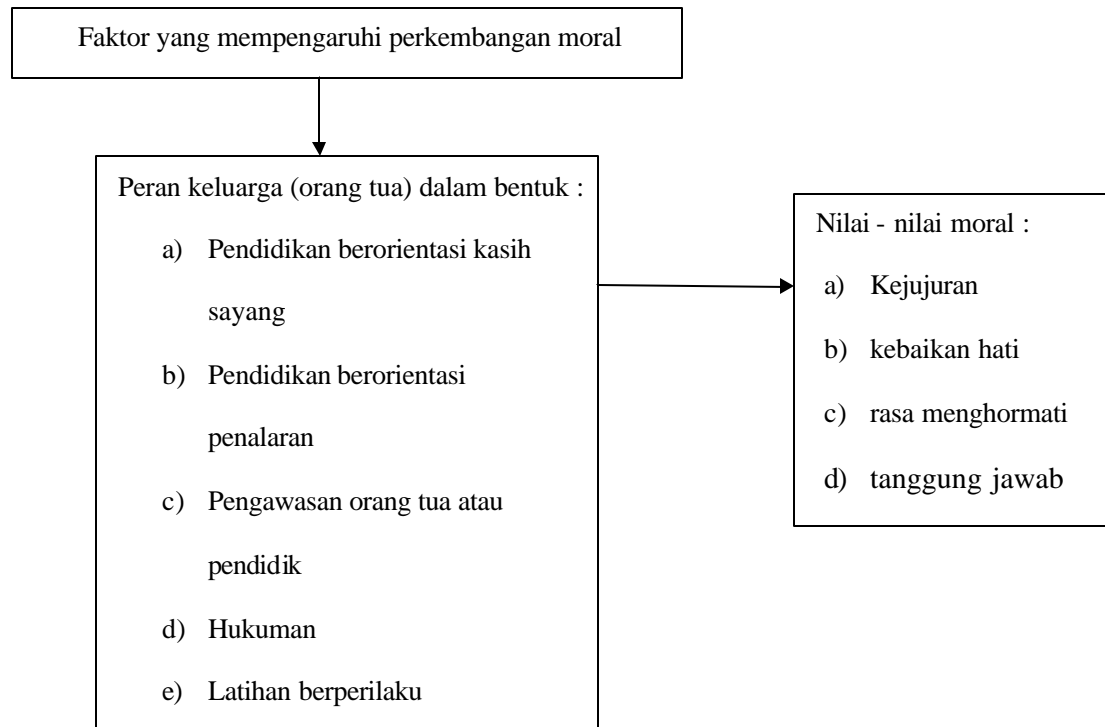 Faktor yang mempengaruhi perkembangan moral
Peran keluarga (orang tua) dalam bentuk :
a) Pendidikan berorientasi kasih
sayang
b) Pendidikan berorientasi
penalaran
c) Pengawasan orang tua atau
pendidik
d) Hukuman
e) Latihan berperilaku
Nilai - nilai moral :
a) Kejujuran
b) kebaikan hati
c) rasa menghormati
d) tanggung jawab